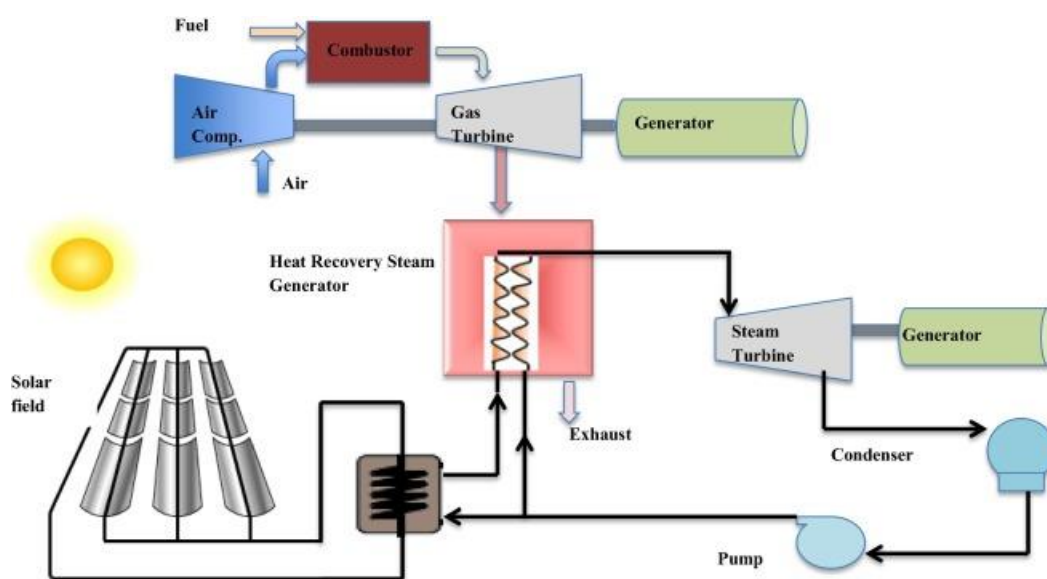 Fuel
Combustor
Air
Comp.
Gas
Turbine
Generator
Air
Heat Recovery Steam
Generator
Steam
Turbine
Generator
Solar
field
Exhaust
Condenser
Pump